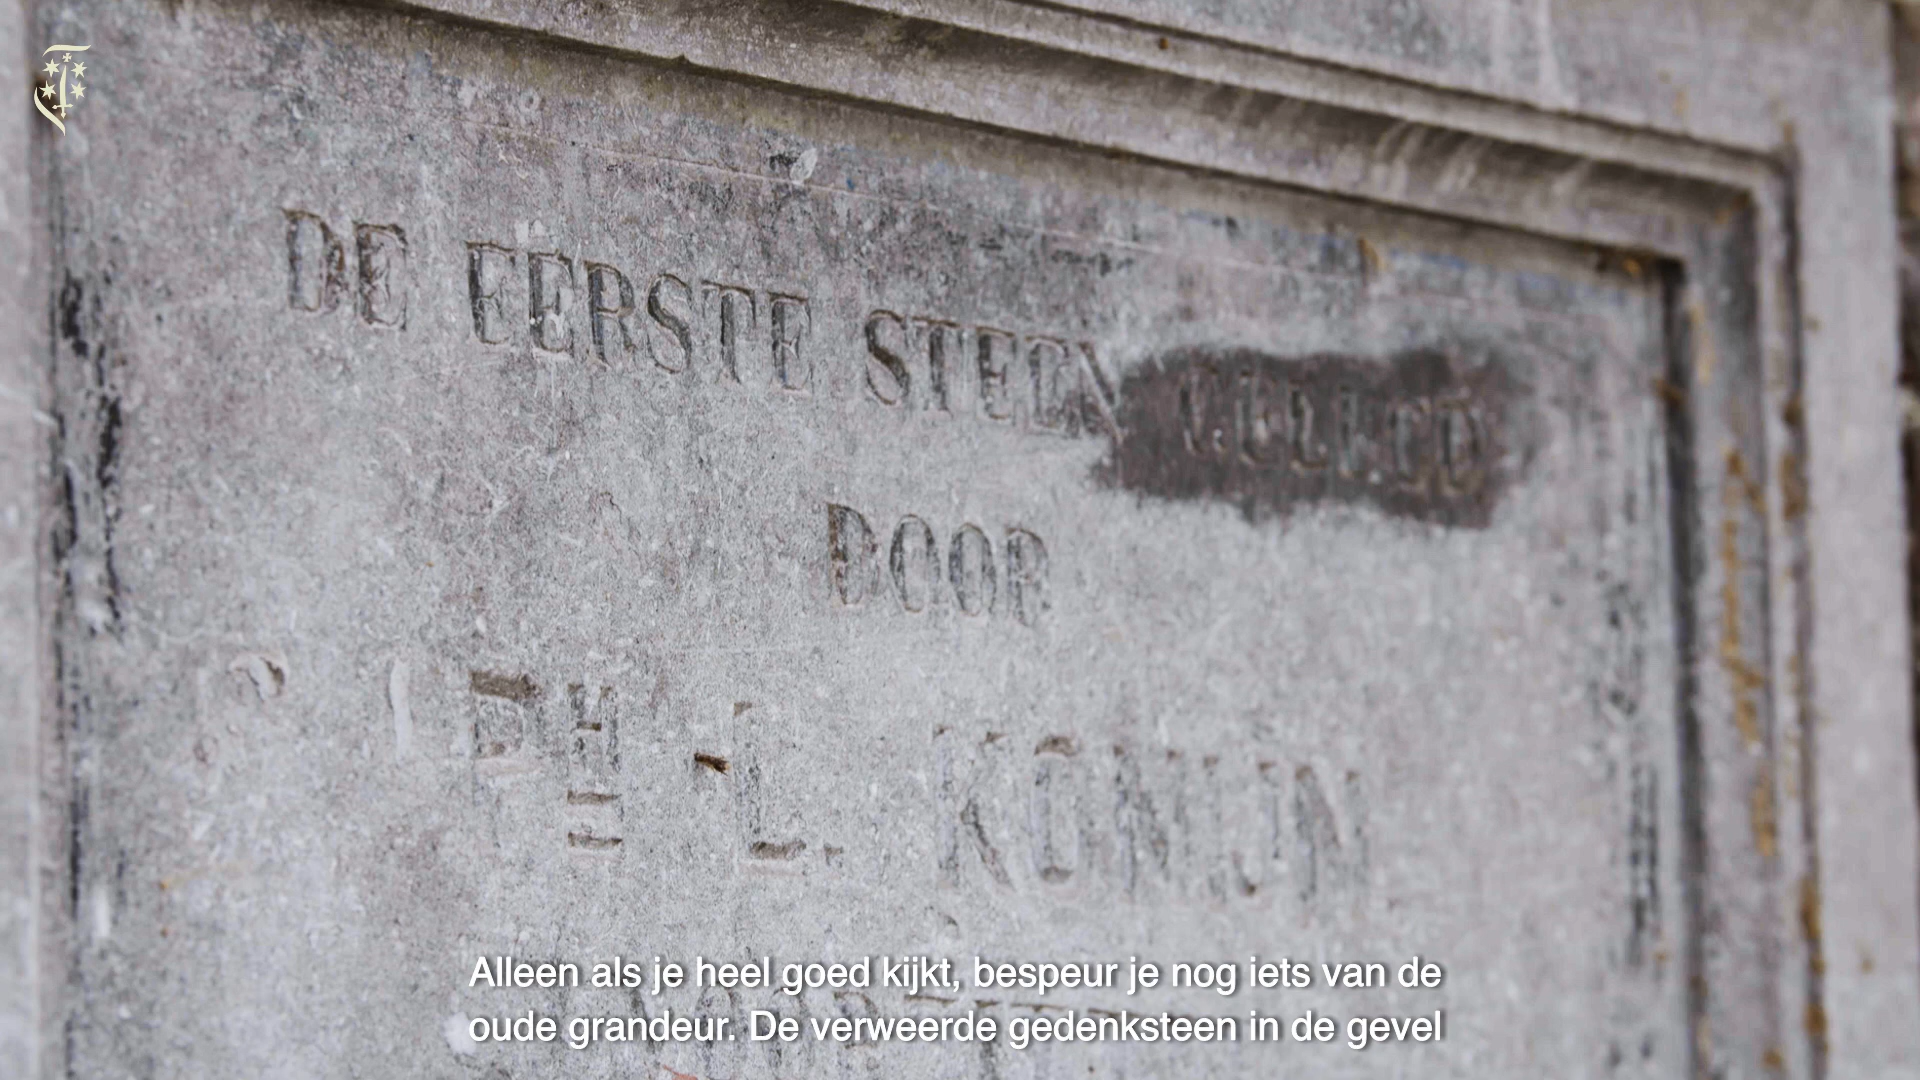 DE EERSTE STEEN GELEGD
DOOR
L. KONIJN
Alleen als je heel goed kijkt, bespeur je nog iets van de
oude grandeur. De verweerde gedenksteen in de gevel